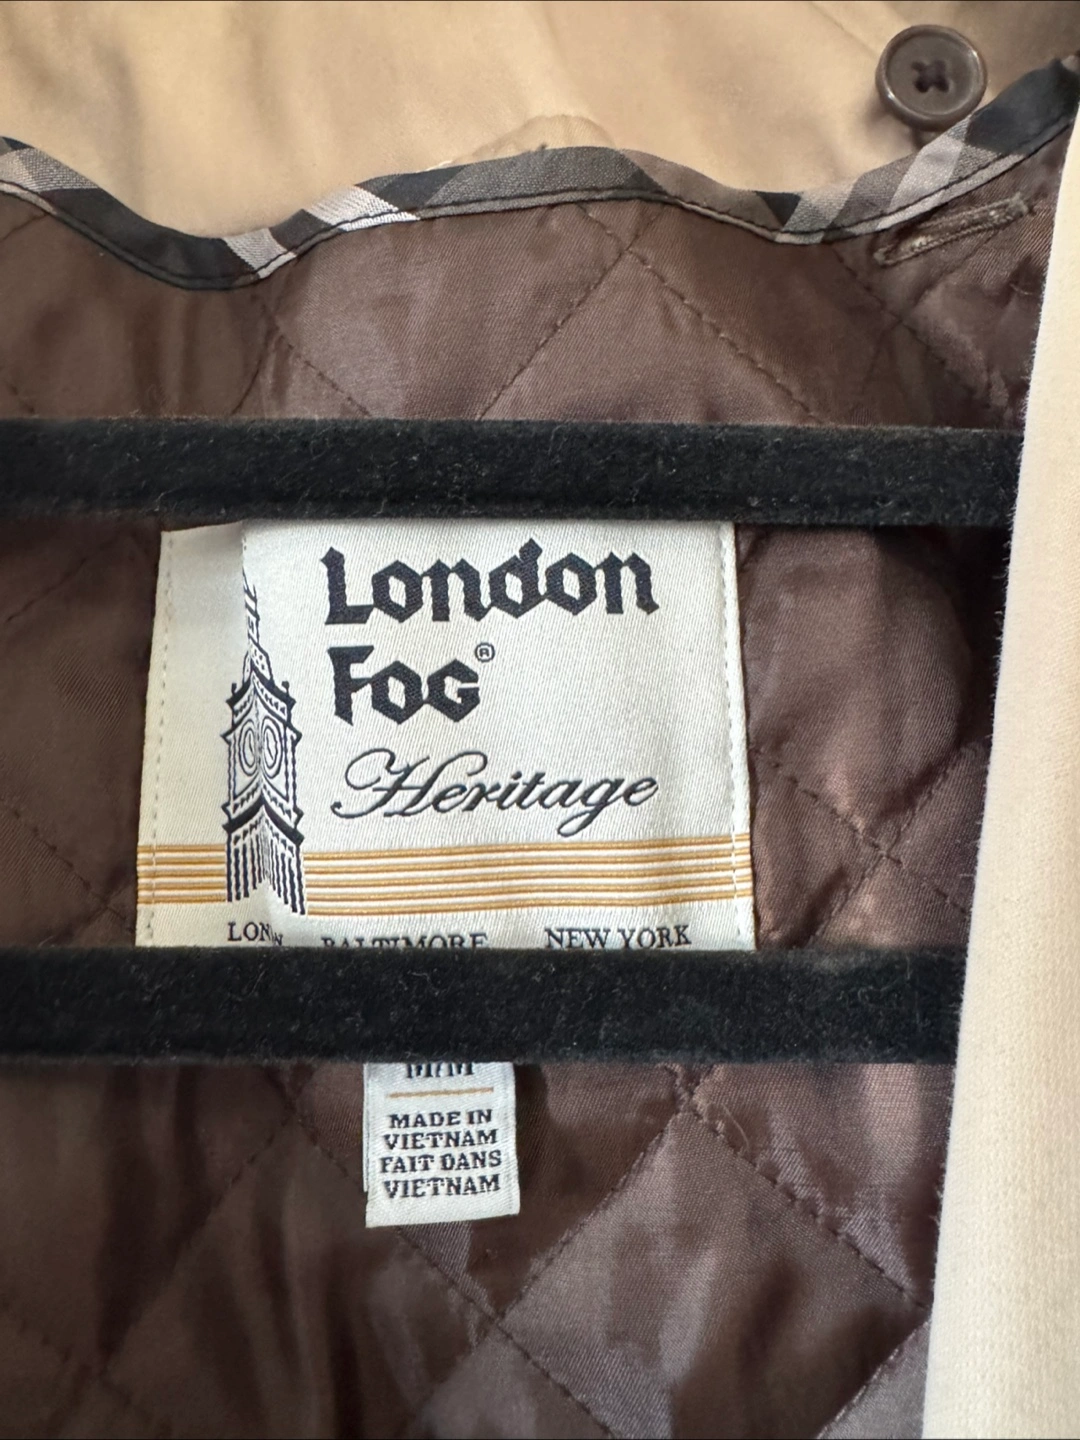 London
Fog®
Heritage
BALTIMORE NEW YORK
M/M
MADE IN
VIETNAM
FAIT DANS
VIETNAM